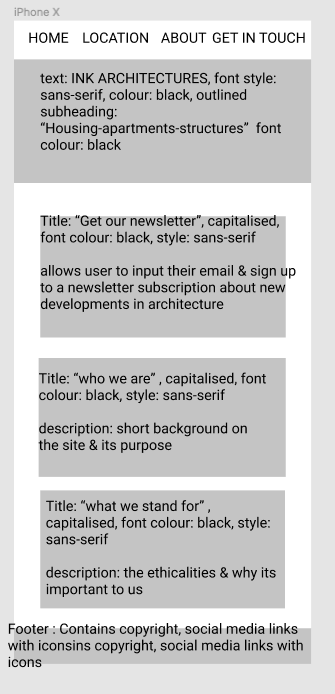 iPhone X
HOME LOCATION ABOUT GET IN TOUCH
text: INK ARCHITECTURES, font style:
sans-serif, colour: black, outlined
subheading:
“Housing-apartments-structures” font
colour: black
Title: “Get our newsletter”, capitalised,
font colour: black, style: sans-serif
allows user to input their email & sign up
to a newsletter subscription about new
developments in architecture
Title: “who we are” , capitalised, font
colour: black, style: sans-serif
description: short background on
the site & its purpose
Title: “what we stand for” ,
capitalised, font colour: black, style:
sans-serif
description: the ethicalities & why its
important to us
Footer : Contains copyright, social media links
with iconsins copyright, social media links with
icons